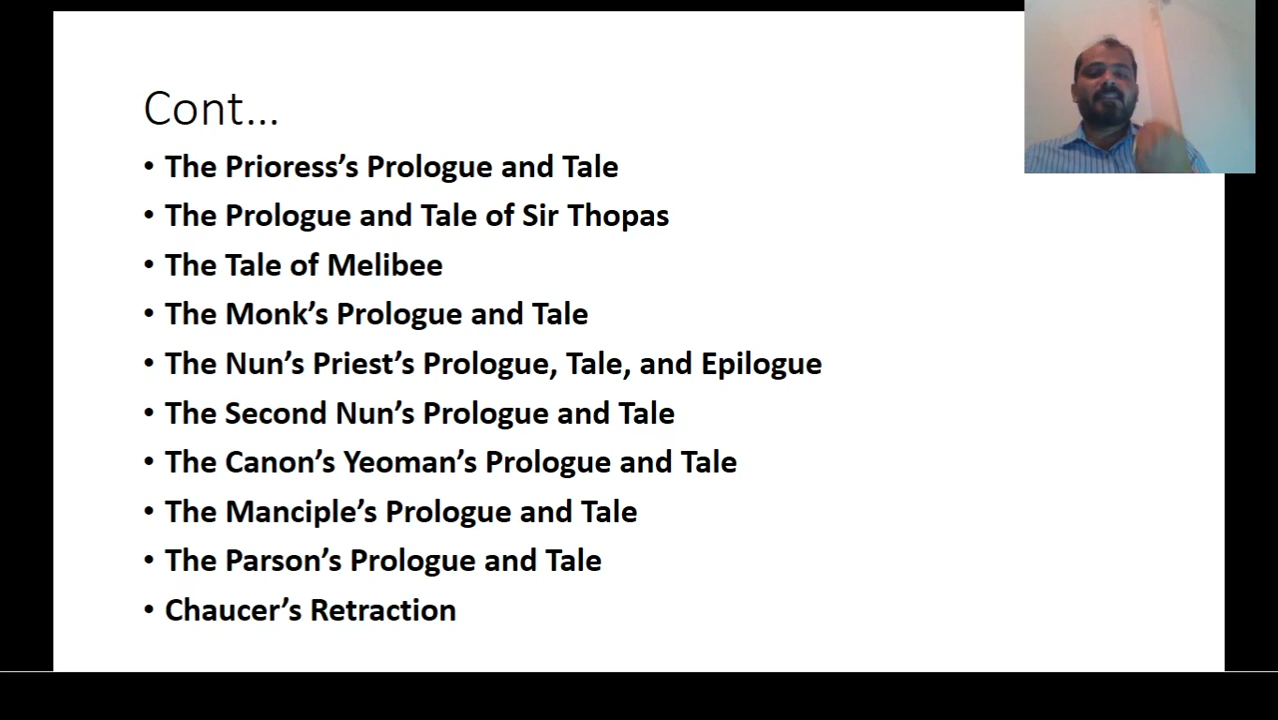 Cont...
• The Prioress’s Prologue and Tale
• The Prologue and Tale of Sir Thopas
• The Tale of Melibee
• The Monk’s Prologue and Tale
• The Nun’s Priest’s Prologue, Tale, and Epilogue
• The Second Nun’s Prologue and Tale
• The Canon’s Yeoman’s Prologue and Tale
• The Manciple’s Prologue and Tale
• The Parson’s Prologue and Tale
• Chaucer’s Retraction